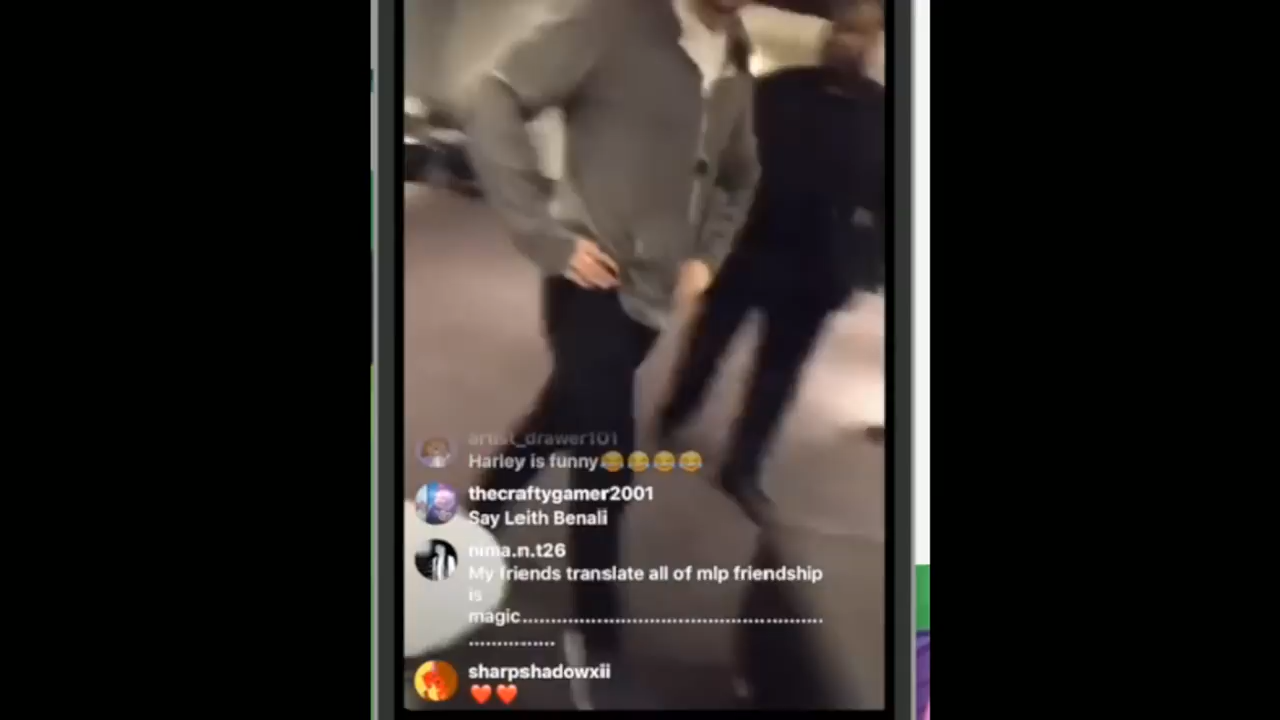 artist_drawer101
Harley is funny😂😂😂😂
thecraftygamer2001
Say Leith Benali
nima.n.t26
My friends translate all of mlp friendship
is
magic......................................................
................
sharpshadowxii
❤️❤️